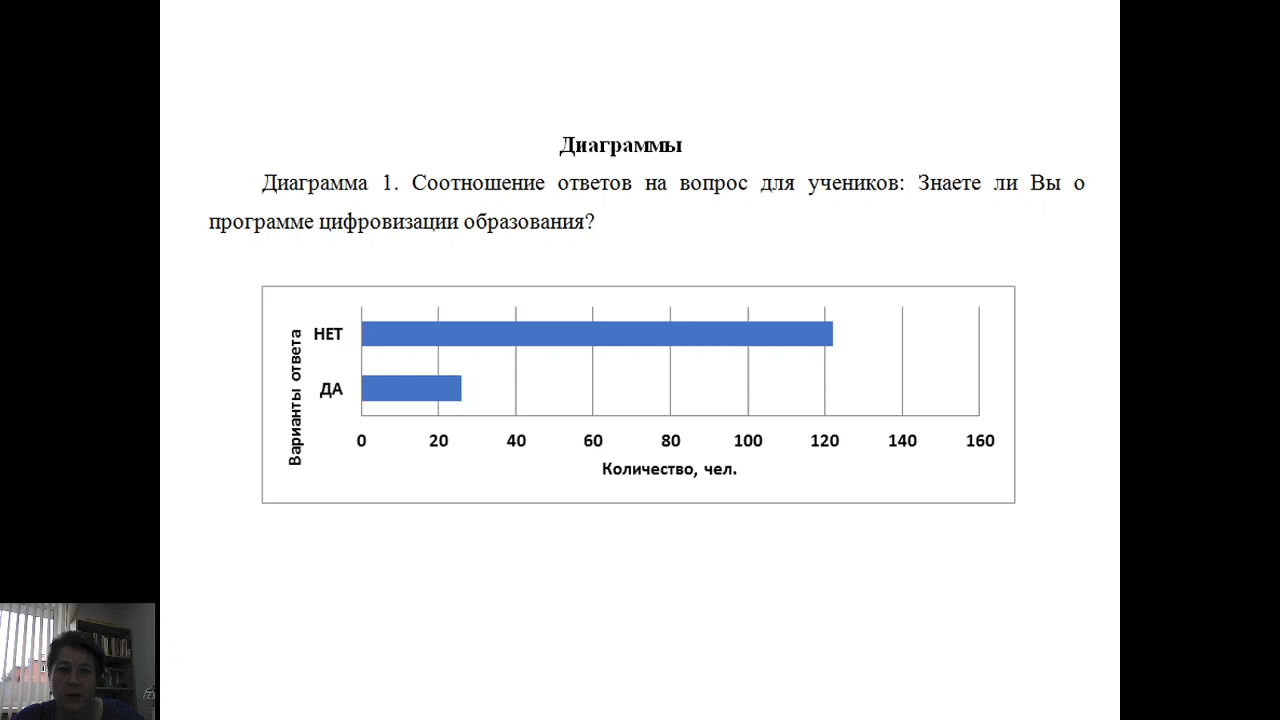 Диаграммы
Диаграмма 1. Соотношение ответов на вопрос для учеников: Знаете ли Вы о
программе цифровизации образования?
Варианты ответа
НЕТ
ДА
0 20 40 60 80 100 120 140 160
Количество, чел.